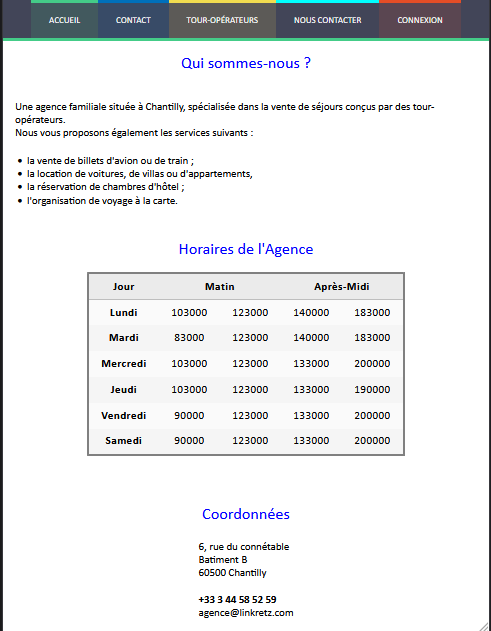 ACCUEIL CONTACT TOUR-OPÉRATEURS NOUS CONTACTER CONNEXION
Qui sommes-nous ?
Une agence familiale située à Chantilly, spécialisée dans la vente de séjours conçus par des tour-
opérateurs.
Nous vous proposons également les services suivants :
• la vente de billets d'avion ou de train ;
• la location de voitures, de villas ou d'appartements,
• la réservation de chambres d'hôtel ;
• l'organisation de voyage à la carte.
Horaires de l'Agence
Jour Matin Après-Midi
Lundi 103000 123000 140000 183000
Mardi 83000 123000 140000 183000
Mercredi 103000 123000 133000 200000
Jeudi 103000 123000 133000 190000
Vendredi 90000 123000 133000 200000
Samedi 90000 123000 133000 200000
Coordonnées
6, rue du connétable
Batiment B
60500 Chantilly
+33 3 44 58 52 59
agence@linkretz.com